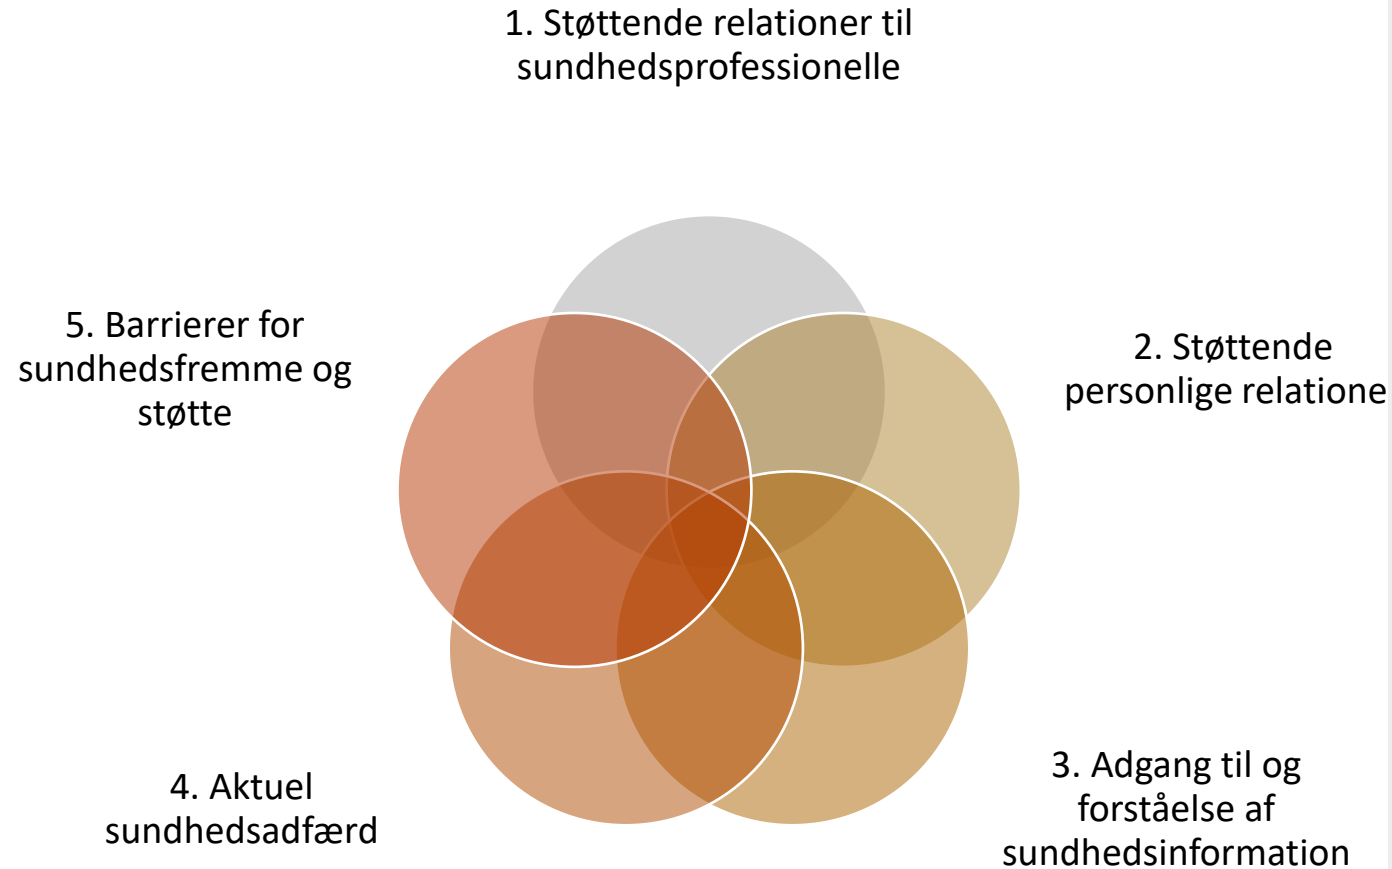 1. Støttende relationer til
sundhedsprofessionelle
2. Støttende
personlige relatione
3. Adgang til og
forståelse af
sundhedsinformation
4. Aktuel
sundhedsadfærd
5. Barrierer for
sundhedsfremme og
støtte